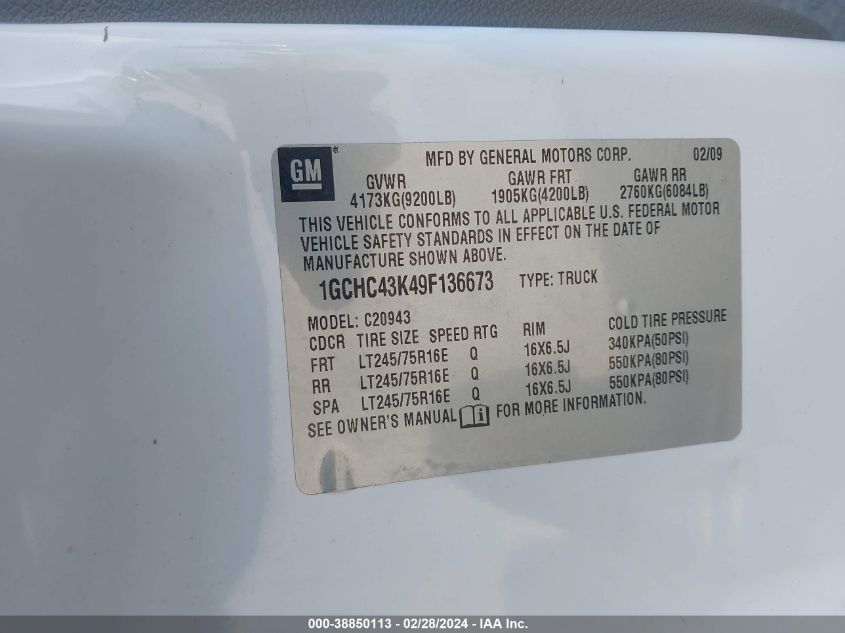 GM ®
MFD BY GENERAL MOTORS CORP. 02/09
GVWR GAWR FRT GAWR RR
4173KG(9200LB) 1905KG(4200LB) 2760KG(6084LB)
THIS VEHICLE CONFORMS TO ALL APPLICABLE U.S. FEDERAL MOTOR
VEHICLE SAFETY STANDARDS IN EFFECT ON THE DATE OF
MANUFACTURE SHOWN ABOVE.
1GCHC43K49F136673 TYPE: TRUCK
MODEL: C20943
CDCR TIRE SIZE SPEED RTG RIM COLD TIRE PRESSURE
FRT LT245/75R16E Q 16X6.5J 340KPA(50PSI)
RR LT245/75R16E Q 16X6.5J 550KPA(80PSI)
SPA LT245/75R16E Q 16X6.5J 550KPA(80PSI)
SEE OWNER'S MANUAL i FOR MORE INFORMATION.
000-38850113 - 02/28/2024 - IAA Inc.